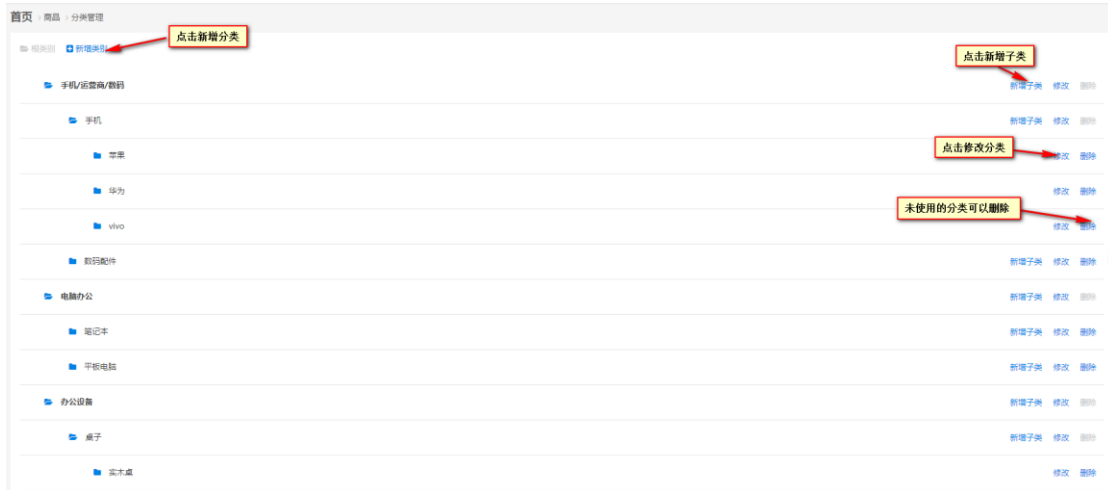 首页 > 商品 > 分类管理
点击新增分类
根类别 新增类别
点击新增子类
手机/运营商/数码 新增子类 修改 删除
手机 新增子类 修改 删除
点击修改分类
苹果 修改 删除
华为 修改 删除
未使用的分类可以删除
vivo 修改 删除
数码配件 新增子类 修改 删除
电脑办公 新增子类 修改 删除
笔记本 新增子类 修改 删除
平板电脑 新增子类 修改 删除
办公设备 新增子类 修改 删除
桌子 新增子类 修改 删除
实木桌 修改 删除